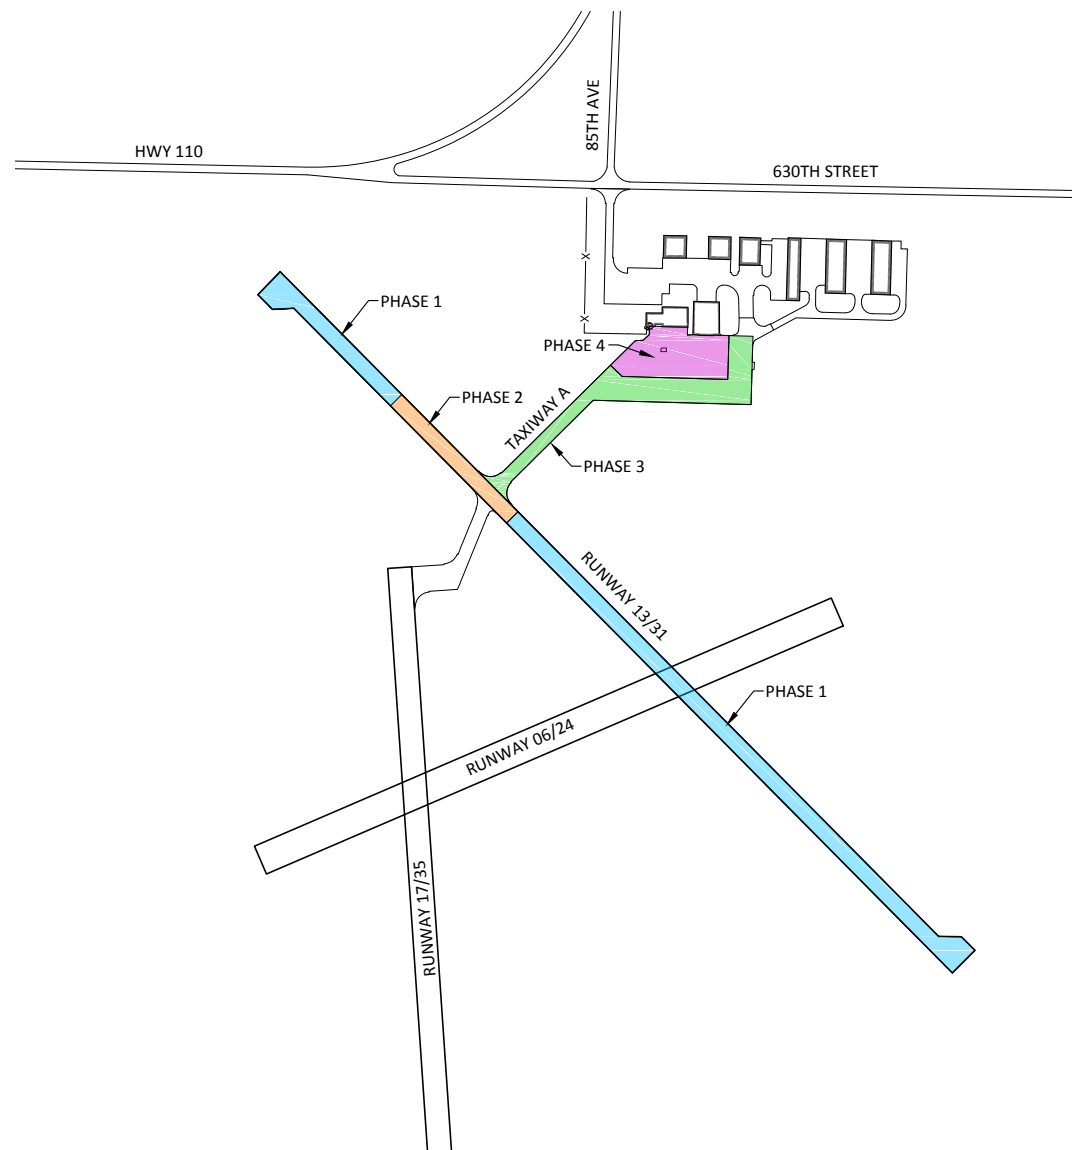 85TH AVE
HWY 110
630TH STREET
X
PHASE 1
X
PHASE 4
PHASE 2
TAXIWAY A
PHASE 3
RUNWAY 13/31
PHASE 1
RUNWAY 06/24
RUNWAY 17/35